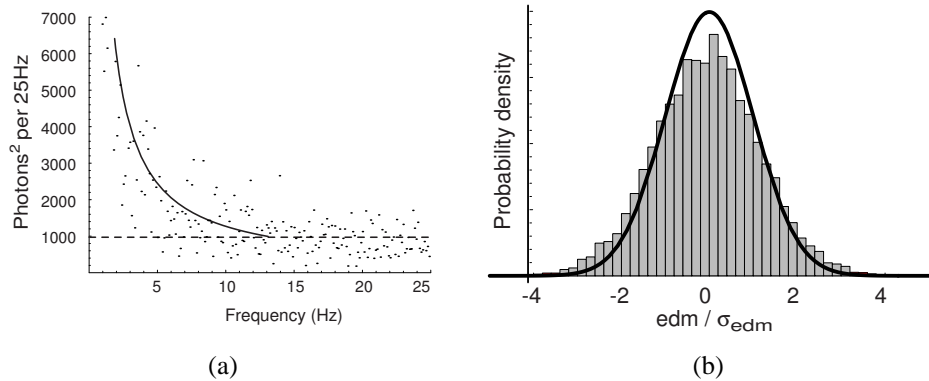 7000
6000
5000
4000
3000
2000
1000
Photons² per 25Hz
5 10 15 20 25
Frequency (Hz)
(a)
Probability density
-4 -2 0 2 4
edm / σedm
(b)